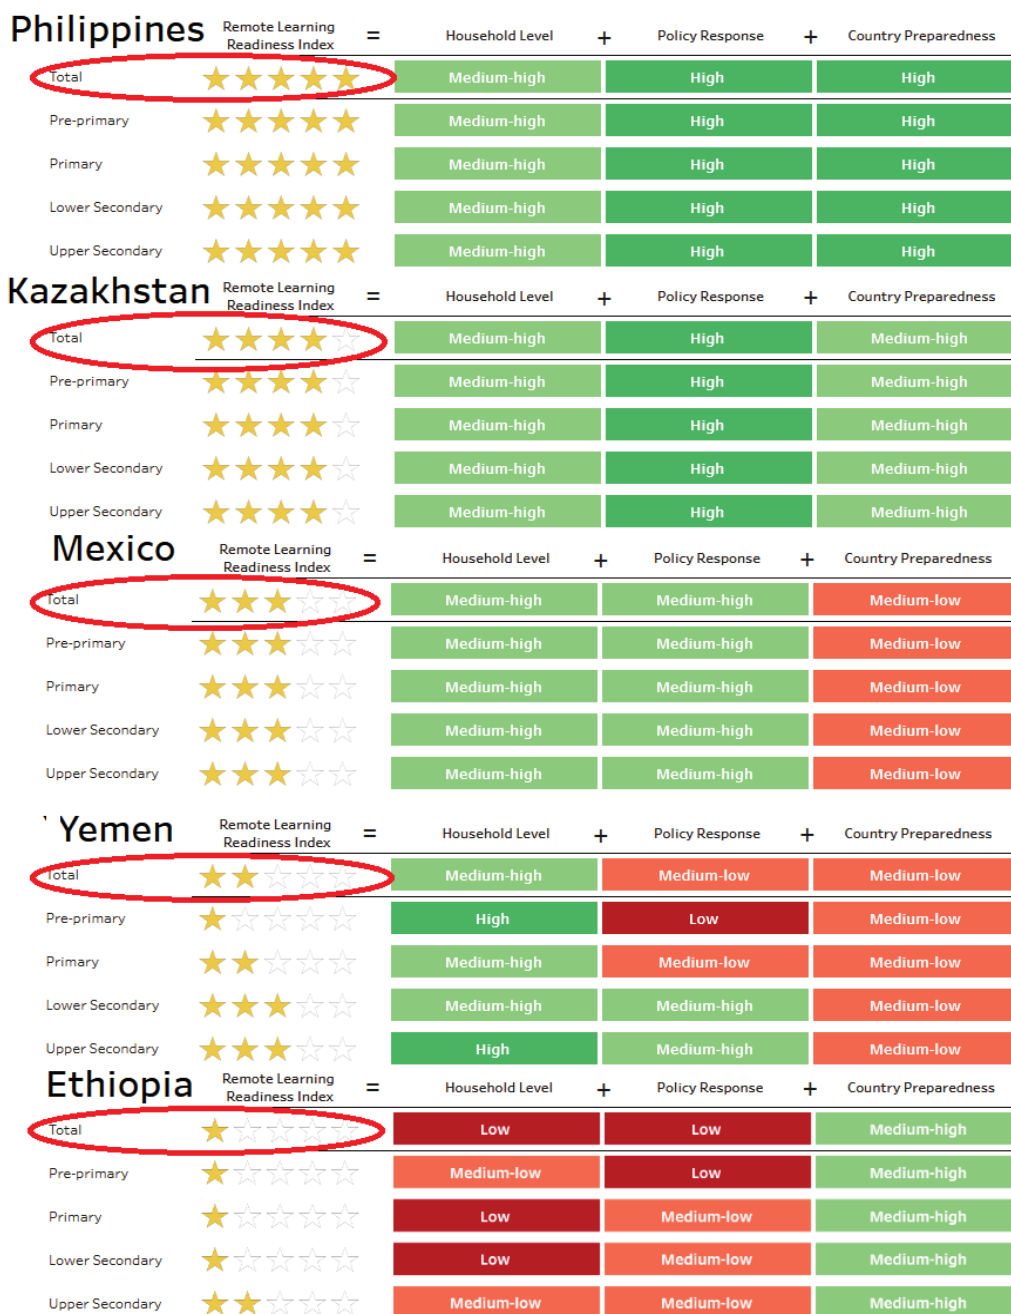 Philippines Remote Learning Readiness Index = Household Level + Policy Response + Country Preparedness
Total Medium-high High High
Pre-primary Medium-high High High
Primary Medium-high High High
Lower Secondary Medium-high High High
Upper Secondary Medium-high High High
Kazakhstan Remote Learning Readiness Index = Household Level + Policy Response + Country Preparedness
Total Medium-high High Medium-high
Pre-primary Medium-high High Medium-high
Primary Medium-high High Medium-high
Lower Secondary Medium-high High Medium-high
Upper Secondary Medium-high High Medium-high
Mexico Remote Learning Readiness Index = Household Level + Policy Response + Country Preparedness
Total Medium-high Medium-high Medium-low
Pre-primary Medium-high Medium-high Medium-low
Primary Medium-high Medium-high Medium-low
Lower Secondary Medium-high Medium-high Medium-low
Upper Secondary Medium-high Medium-high Medium-low
Yemen Remote Learning Readiness Index = Household Level + Policy Response + Country Preparedness
Total Medium-high Medium-low Medium-low
Pre-primary High Low Medium-low
Primary Medium-high Medium-low Medium-low
Lower Secondary Medium-high Medium-high Medium-low
Upper Secondary High Medium-high Medium-low
Ethiopia Remote Learning Readiness Index = Household Level + Policy Response + Country Preparedness
Total Low Low Medium-high
Pre-primary Medium-low Low Medium-high
Primary Low Medium-low Medium-high
Lower Secondary Low Medium-low Medium-high
Upper Secondary Medium-low Medium-low Medium-high